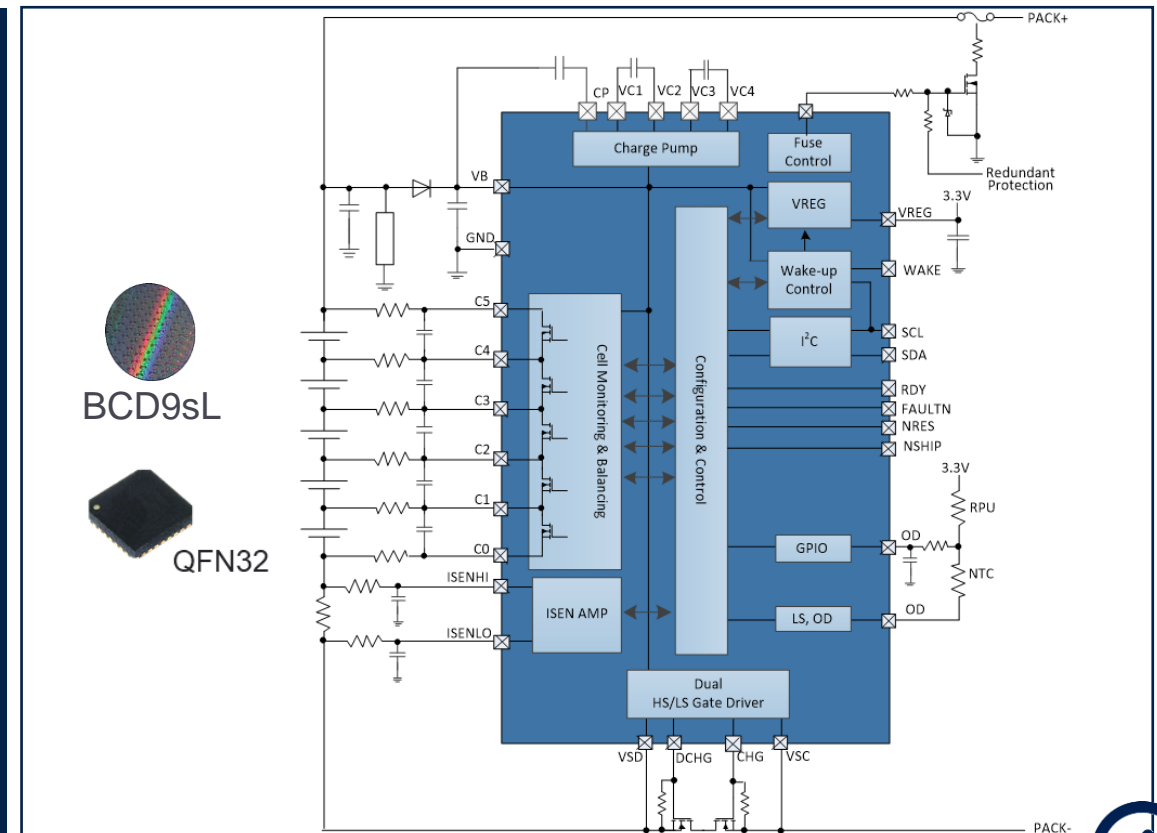 PACK+
CP
VC1
VC2
VC3
VC4
Charge Pump
Fuse
Control
Redundant
Protection
VB
VREG
3.3V
VREG
GND
Wake-up
Control
WAKE
C5
I²C
SCL
SDA
C4
Cell Monitoring & Balancing
Configuration & Control
RDY
FAULTN
NRES
NSHIP
C3
BCD9sL
C2
3.3V
RPU
C1
QFN32
OD
GPIO
C0
NTC
ISENHI
ISEN AMP
LS, OD
OD
ISENLO
Dual
HS/LS Gate Driver
VSD
DCHG
CHG
VSC
PACK-